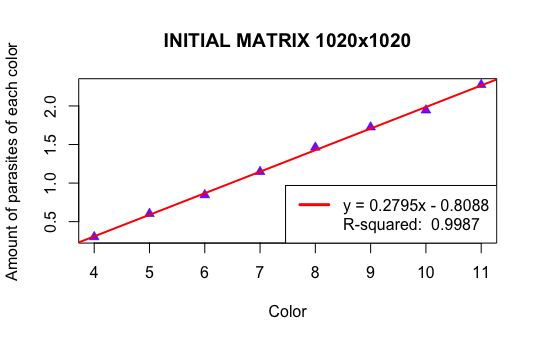 INITIAL MATRIX 1020x1020
Amount of parasites of each color
2.0
1.5
1.0
0.5
y = 0.2795x - 0.8088
R-squared: 0.9987
4 5 6 7 8 9 10 11
Color